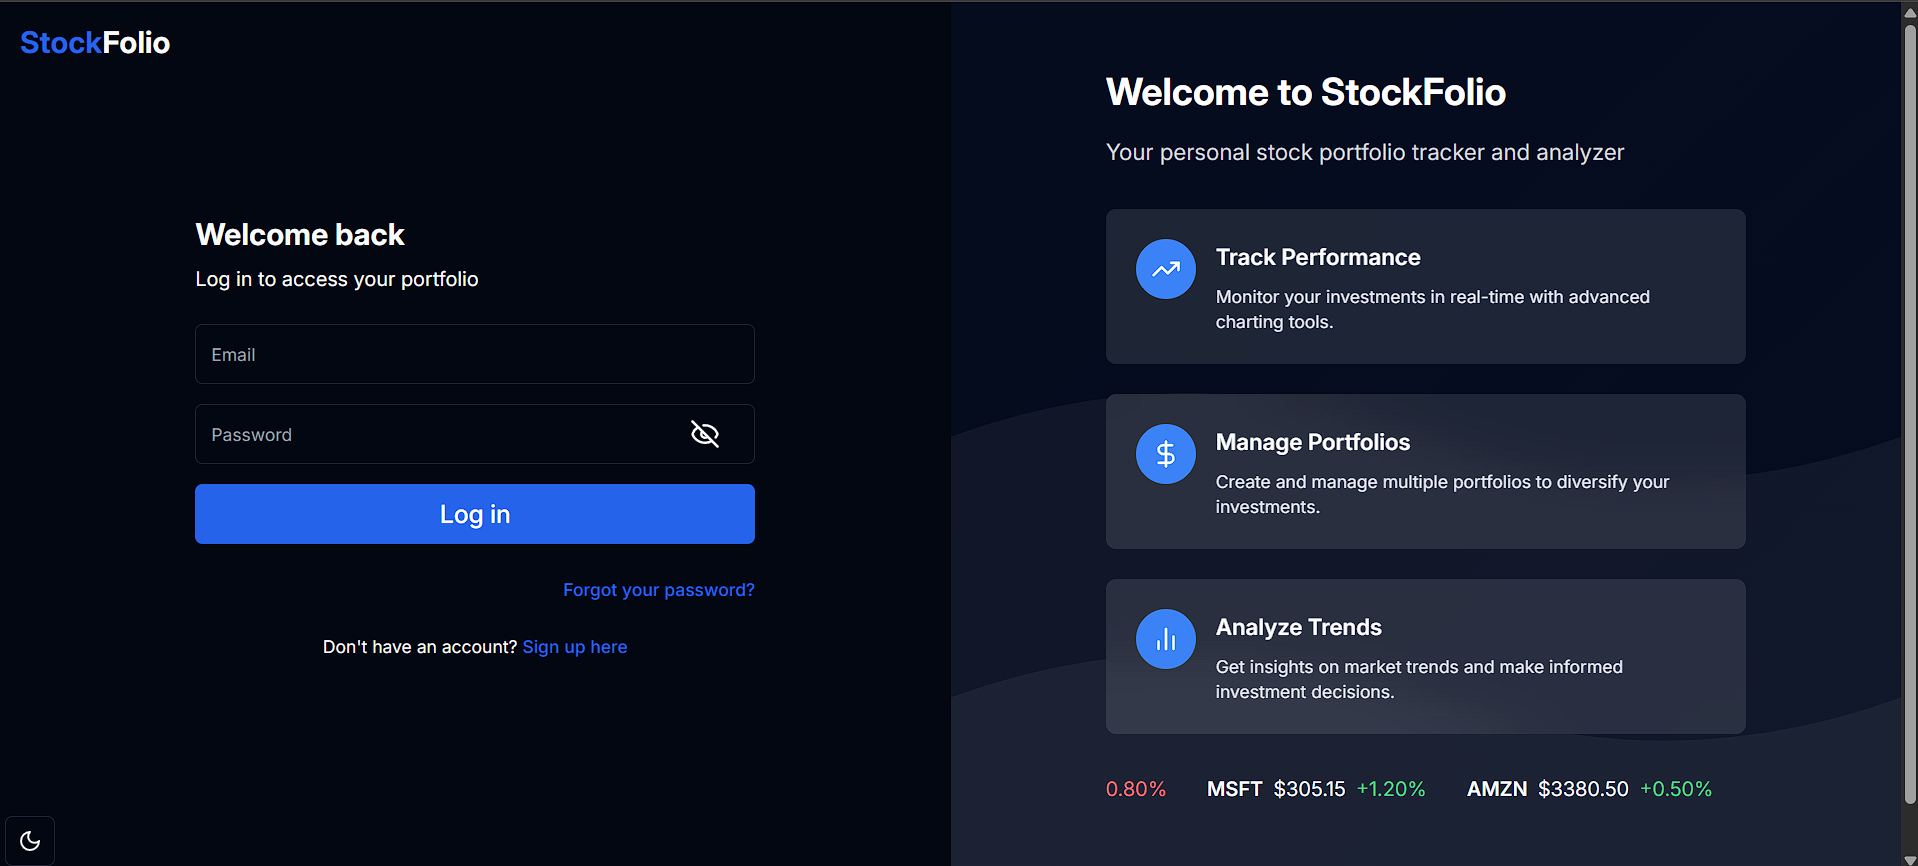 StockFolio
Welcome back
Log in to access your portfolio
Email
Password
Log in
Forgot your password?
Don't have an account? Sign up here
Welcome to StockFolio
Your personal stock portfolio tracker and analyzer
Track Performance
Monitor your investments in real-time with advanced
charting tools.
Manage Portfolios
Create and manage multiple portfolios to diversify your
investments.
Analyze Trends
Get insights on market trends and make informed
investment decisions.
0.80% MSFT $305.15 +1.20% AMZN $3380.50 +0.50%